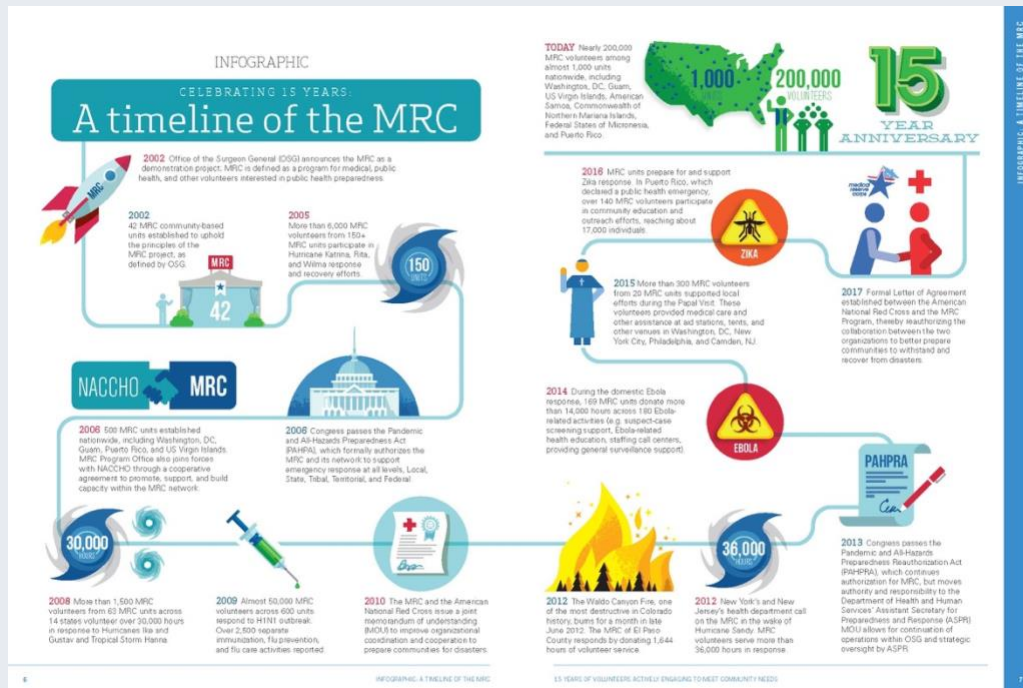 INFOGRAPHIC
CELEBRATING 15 YEARS:
A timeline of the MRC
MRC
2002 Office of the Surgeon General (OSG) announces the MRC as a
demonstration project. MRC is defined as a program for medical, public
health, and other volunteers interested in public health preparedness.
2002
42 MRC community-based
units established to uphold
the principles of the
MRC project, as
defined by OSG.
MRC
42
2005
More than 6,000 MRC
volunteers from 150+
MRC units participate in
Hurricane Katrina, Rita,
and Wilma response
and recovery efforts.
150
UNITS
NACCHO MRC
2006 500 MRC units established
nationwide, including Washington, DC,
Guam, Puerto Rico, and US Virgin Islands.
MRC Program Office also joins forces
with NACCHO through a cooperative
agreement to promote, support, and build
capacity within the MRC network.
2006 Congress passes the Pandemic
and All-Hazards Preparedness Act
(PAHPA), which formally authorizes the
MRC and its network to support
emergency response at all levels, Local,
State, Tribal, Territorial, and Federal.
30,000
HOURS
2008 More than 1,500 MRC
volunteers from 63 MRC units across
14 states volunteer over 30,000 hours
in response to Hurricanes Ike and
Gustav and Tropical Storm Hanna.
2009 Almost 50,000 MRC
volunteers across 600 units
respond to H1N1 outbreak.
Over 2,500 separate
immunization, flu prevention,
and flu care activities reported.
2010 The MRC and the American
National Red Cross issue a joint
memorandum of understanding
(MOU) to improve organizational
coordination and cooperation to
prepare communities for disasters.
6
INFOGRAPHIC: A TIMELINE OF THE MRC
TODAY Nearly 200,000
MRC volunteers among
almost 1,000 units
nationwide, including
Washington, DC, Guam,
US Virgin Islands, American
Samoa, Commonwealth of
Northern Mariana Islands,
Federal States of Micronesia,
and Puerto Rico.
1,000
UNITS
200,000
VOLUNTEERS
15
YEAR
ANNIVERSARY
2016 MRC units prepare for and support
Zika response. In Puerto Rico, which
declared a public health emergency,
over 140 MRC volunteers participate
in community education and
outreach efforts, reaching about
17,000 individuals.
ZIKA
medical
reserve
corps
2015 More than 300 MRC volunteers
from 20 MRC units supported local
efforts during the Papal Visit. These
volunteers provided medical care and
other assistance at aid stations, tents, and
other venues in Washington, DC, New
York City, Philadelphia, and Camden, NJ.
2017 Formal Letter of Agreement
established between the American
National Red Cross and the MRC
Program, thereby reauthorizing the
collaboration between the two
organizations to better prepare
communities to withstand and
recover from disasters.
2014 During the domestic Ebola
response, 169 MRC units donate more
than 14,000 hours across 180 Ebola-
related activities (e.g. suspect-case
screening support, Ebola-related
health education, staffing call centers,
providing general surveillance support).
EBOLA
PAHPRA
2012 The Waldo Canyon Fire, one
of the most destructive in Colorado
history, burns for a month in late
June 2012. The MRC of El Paso
County responds by donating 1,644
hours of volunteer service.
36,000
HOURS
2012 New York's and New
Jersey's health department call
on the MRC in the wake of
Hurricane Sandy. MRC
volunteers serve more than
36,000 hours in response.
2013 Congress passes the
Pandemic and All-Hazards
Preparedness Reauthorization Act
(PAHPRA), which continues
authorization for MRC, but moves
authority and responsibility to the
Department of Health and Human
Services' Assistant Secretary for
Preparedness and Response (ASPR).
MOU allows for continuation of
operations within OSG and strategic
oversight by ASPR.
15 YEARS OF VOLUNTEERS ACTIVELY ENGAGING TO MEET COMMUNITY NEEDS
7
INFOGRAPHIC: A TIMELINE OF THE MRC